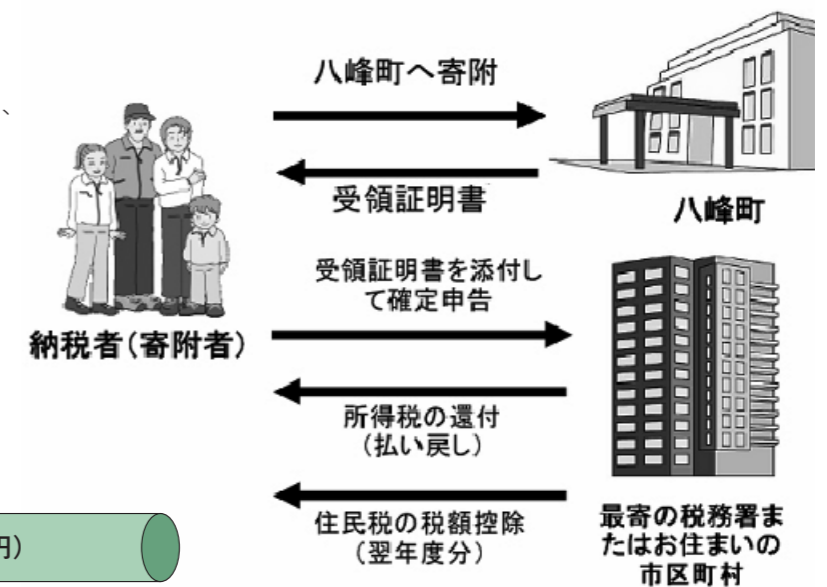 、
八峰町へ寄附
受領証明書
八峰町
受領証明書を添付し
て確定申告
納税者（寄附者）
所得税の還付
（払い戻し）
住民税の税額控除
（翌年度分）
最寄の税務署ま
たはお住まいの
市区町村
円）